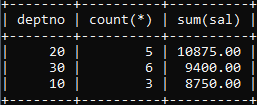 | deptno | count(*) | sum(sal) |
| 20 | 5 | 10875.00 |
| 30 | 6 | 9400.00 |
| 10 | 3 | 8750.00 |